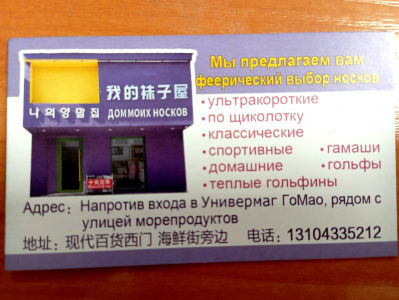 我的袜子屋
나의양말집 ДОММОИХ НОСКОВ
Мы предлагаем вам
феерический выбор носков
• ультракороткие
• по щиколотку
• классические
• спортивные • гамаши
• домашние • гольфы
• теплые гольфины
Адрес: Напротив входа в Универмаг ГоМао, рядом с
улицей морепродуктов
地址: 现代百货西门 海鲜街旁边 电话: 13104335212